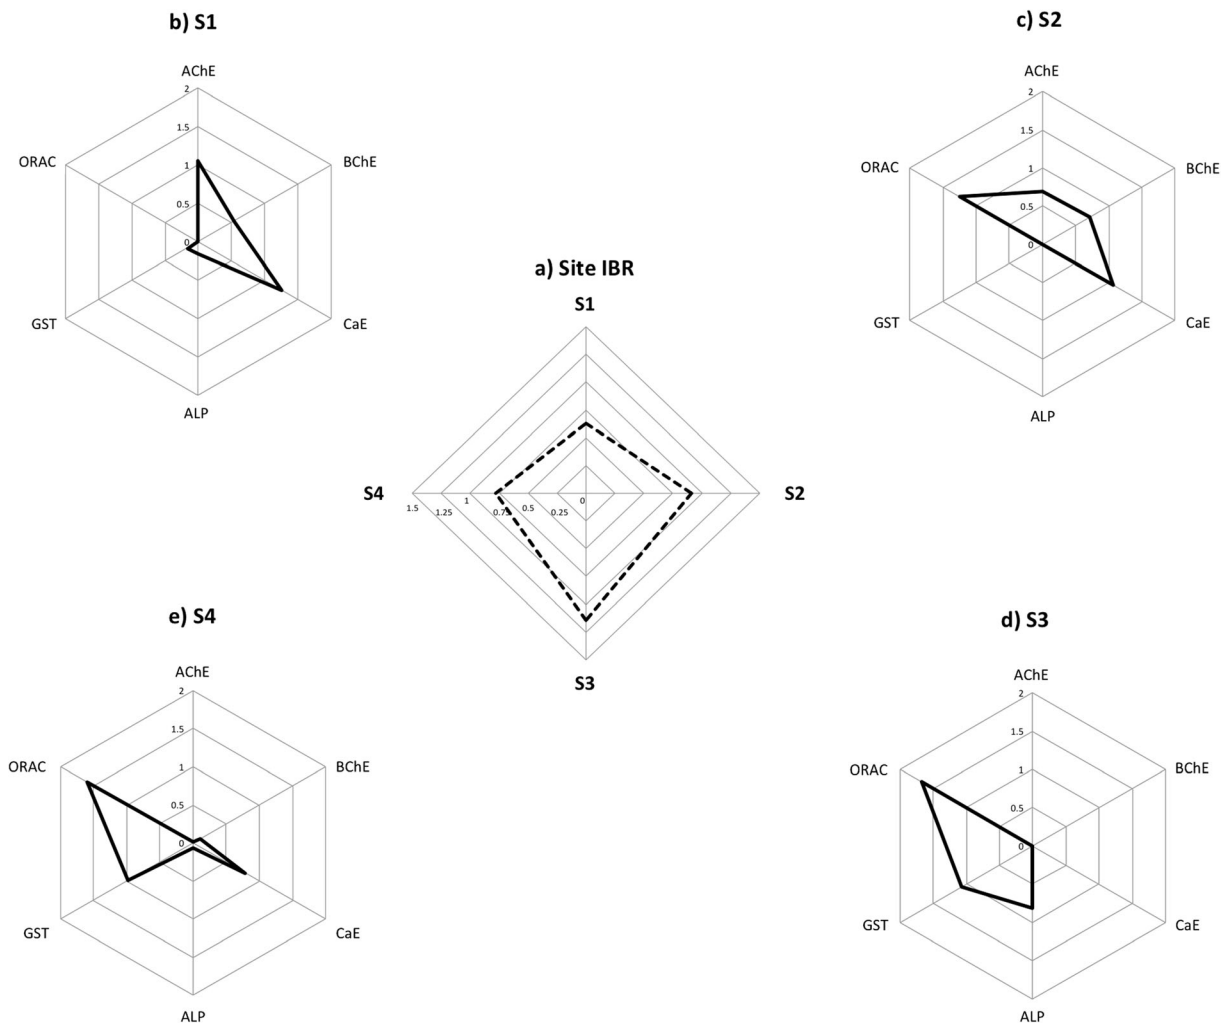 b) S1
AChE
2
1.5
1
0.5
0
ORAC
BChE
GST
CaE
ALP
c) S2
AChE
2
1.5
1
0.5
0
ORAC
BChE
GST
CaE
ALP
a) Site IBR
S1
S4
S2
1.5
1.25
1
0.75
0.5
0.25
0
S3
e) S4
AChE
2
1.5
1
0.5
0
ORAC
BChE
GST
CaE
ALP
d) S3
AChE
2
1.5
1
0.5
0
ORAC
BChE
GST
CaE
ALP